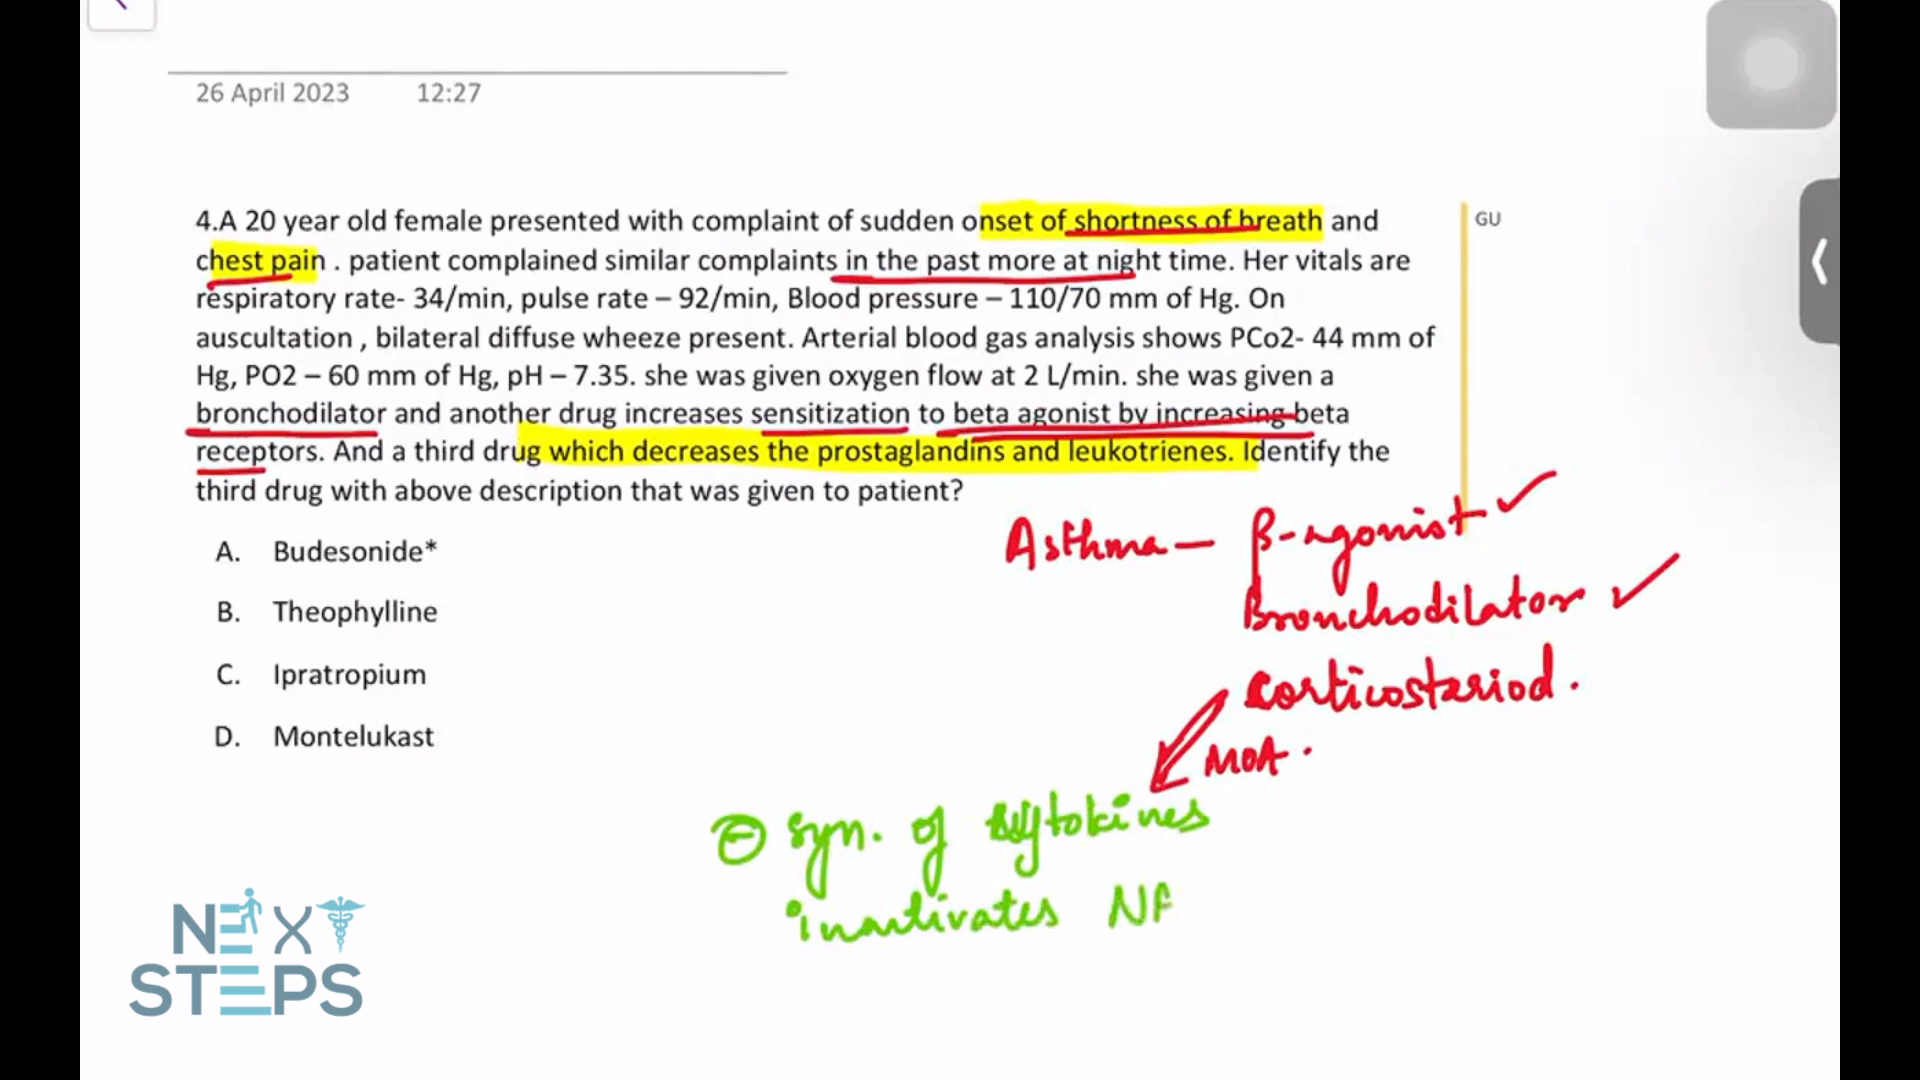 26 April 2023 12:27
4.A 20 year old female presented with complaint of sudden onset of shortness of breath and
chest pain . patient complained similar complaints in the past more at night time. Her vitals are
respiratory rate- 34/min, pulse rate – 92/min, Blood pressure – 110/70 mm of Hg. On
auscultation , bilateral diffuse wheeze present. Arterial blood gas analysis shows PCo2- 44 mm of
Hg, PO2 – 60 mm of Hg, pH – 7.35. she was given oxygen flow at 2 L/min. she was given a
bronchodilator and another drug increases sensitization to beta agonist by increasing beta
receptors. And a third drug which decreases the prostaglandins and leukotrienes. Identify the
third drug with above description that was given to patient?
GU
A. Budesonide*
B. Theophylline
C. Ipratropium
D. Montelukast
Asthma — β-agonist ✓
Bronchodilator ✓
Corticosteriod.
MOA.
⊖ syn. of cytokines
inactivates NF
NEXT
STEPS